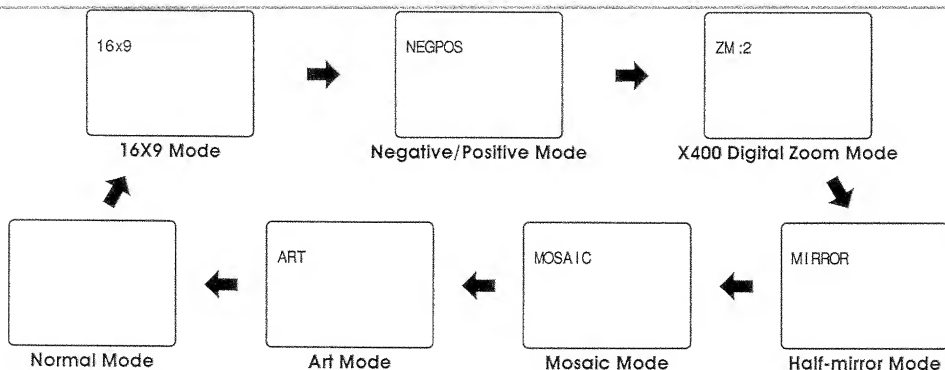 16x9
NEGPOS
ZM:2
16X9 Mode
Negative/Positive Mode
X400 Digital Zoom Mode
ART
MOSAIC
MIRROR
Normal Mode
Art Mode
Mosaic Mode
Half-mirror Mode